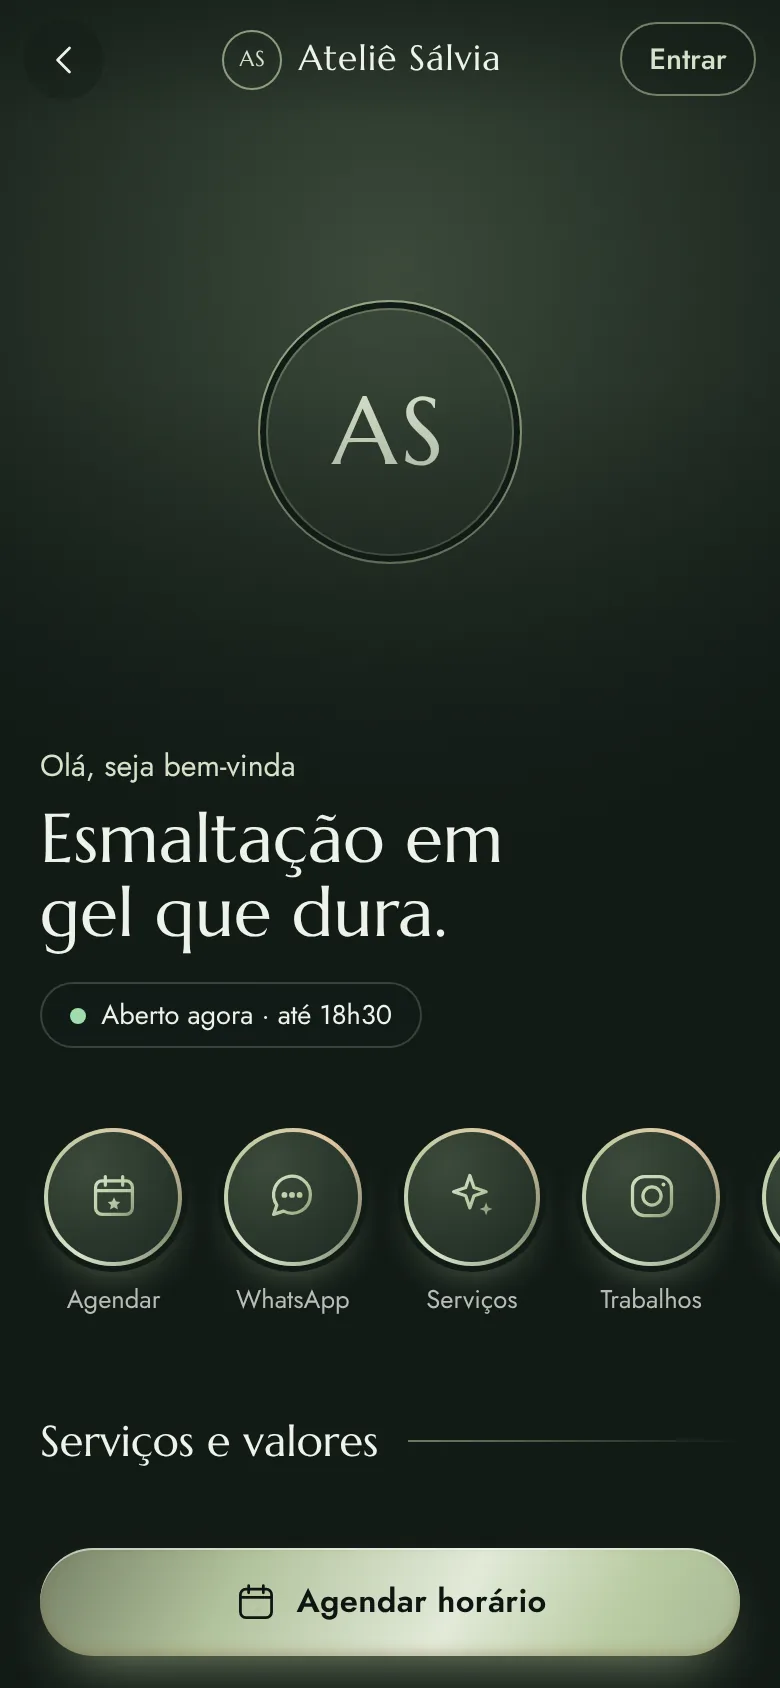 AS Ateliê Sálvia
Entrar
AS
Olá, seja bem-vinda
Esmaltação em
gel que dura.
Aberto agora · até 18h30
Agendar
WhatsApp
Serviços
Trabalhos
Serviços e valores
Agendar horário